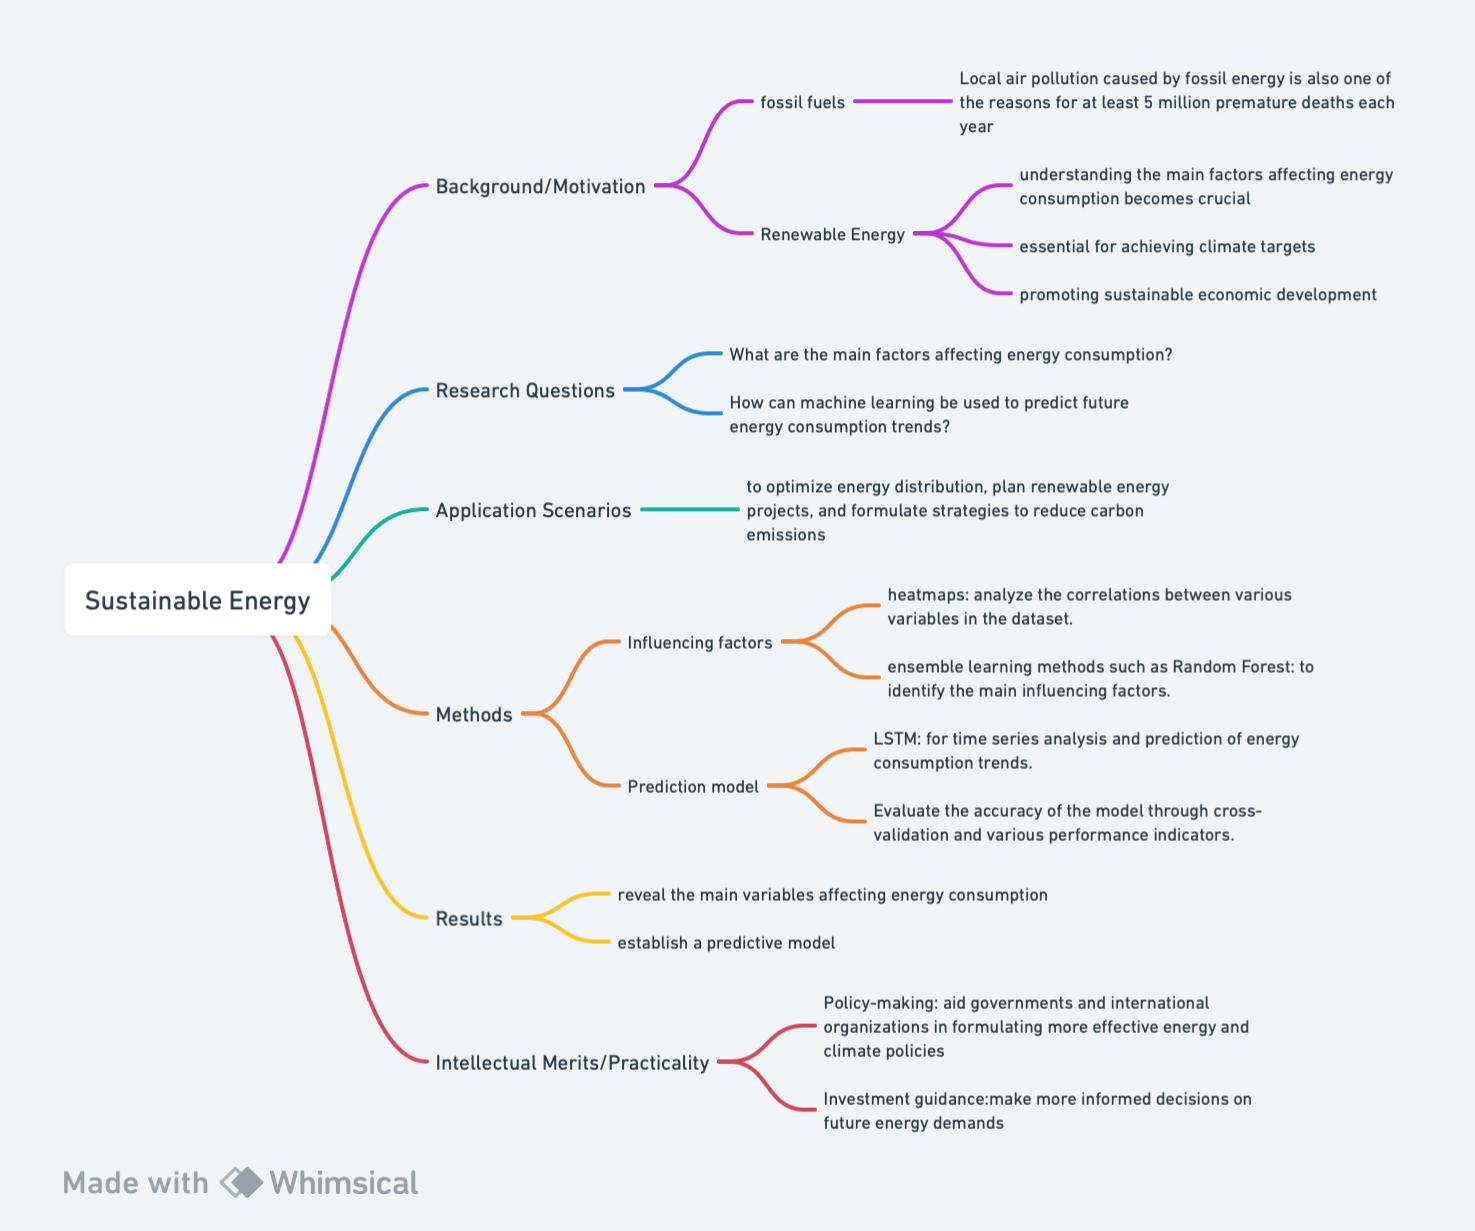 Sustainable Energy
Background/Motivation
fossil fuels
Local air pollution caused by fossil energy is also one of
the reasons for at least 5 million premature deaths each
year
Renewable Energy
understanding the main factors affecting energy
consumption becomes crucial
essential for achieving climate targets
promoting sustainable economic development
Research Questions
What are the main factors affecting energy consumption?
How can machine learning be used to predict future
energy consumption trends?
Application Scenarios
to optimize energy distribution, plan renewable energy
projects, and formulate strategies to reduce carbon
emissions
Methods
Influencing factors
heatmaps: analyze the correlations between various
variables in the dataset.
ensemble learning methods such as Random Forest: to
identify the main influencing factors.
Prediction model
LSTM: for time series analysis and prediction of energy
consumption trends.
Evaluate the accuracy of the model through cross-
validation and various performance indicators.
Results
reveal the main variables affecting energy consumption
establish a predictive model
Intellectual Merits/Practicality
Policy-making: aid governments and international
organizations in formulating more effective energy and
climate policies
Investment guidance:make more informed decisions on
future energy demands
Made with Whimsical